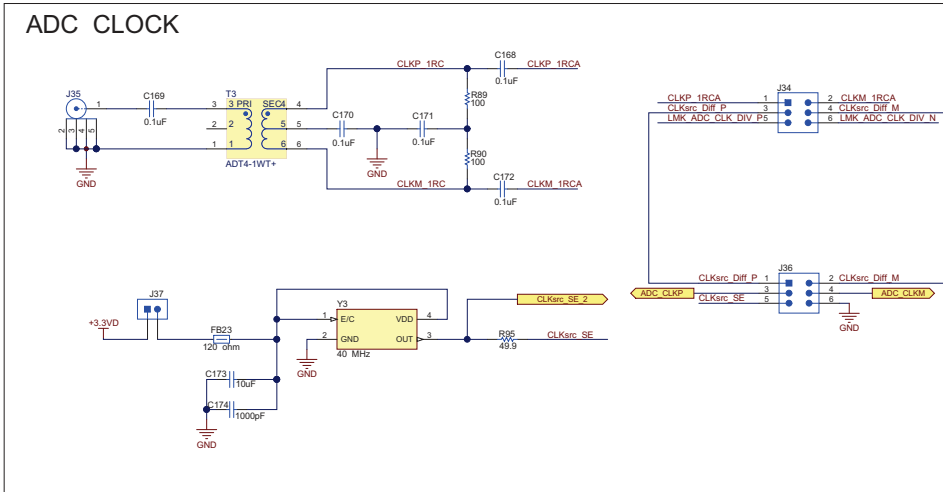 ADC CLOCK
C168
CLKP_1RC
CLKP_1RCA
0.1uF
J35
1
2
3
4
5
GND
C169
0.1uF
T3
3
3 PRI
SEC4
4
2
2
5
5
1
1
6
6
ADT4-1WT+
C170
0.1uF
C171
0.1uF
GND
R89
100
R90
100
CLKM_1RC
C172
CLKM_1RCA
0.1uF
J34
CLKP_1RCA
1
2
CLKM_1RCA
CLKsrc_Diff_P
3
4
CLKsrc_Diff_M
LMK_ADC_CLK_DIV_P
5
6
LMK_ADC_CLK_DIV_N
J36
CLKsrc_Diff_P
1
2
CLKsrc_Diff_M
ADC_CLKP
3
4
ADC_CLKM
CLKsrc_SE
5
6
GND
J37
+3.3VD
FB23
120 ohm
Y3
1
E/C
VDD
4
2
GND
OUT
3
40 MHz
GND
CLKsrc_SE_2
R95
49.9
CLKsrc_SE
C173
10uF
C174
1000pF
GND